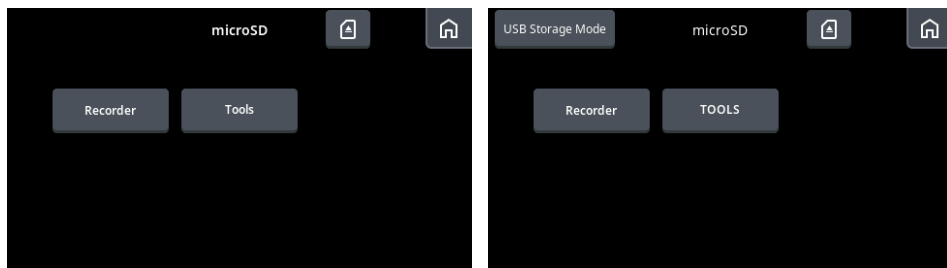 microSD
Recorder Tools
USB Storage Mode microSD
Recorder TOOLS